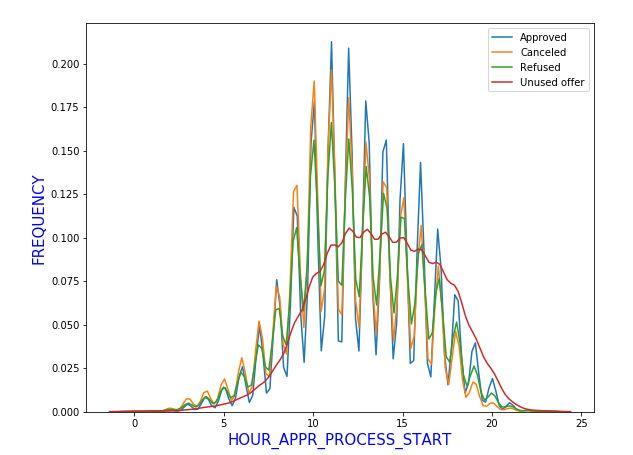 Approved
Canceled
Refused
Unused offer
0.200
0.175
0.150
0.125
0.100
0.075
0.050
0.025
0.000
FREQUENCY
0 5 10 15 20 25
HOUR_APPR_PROCESS_START